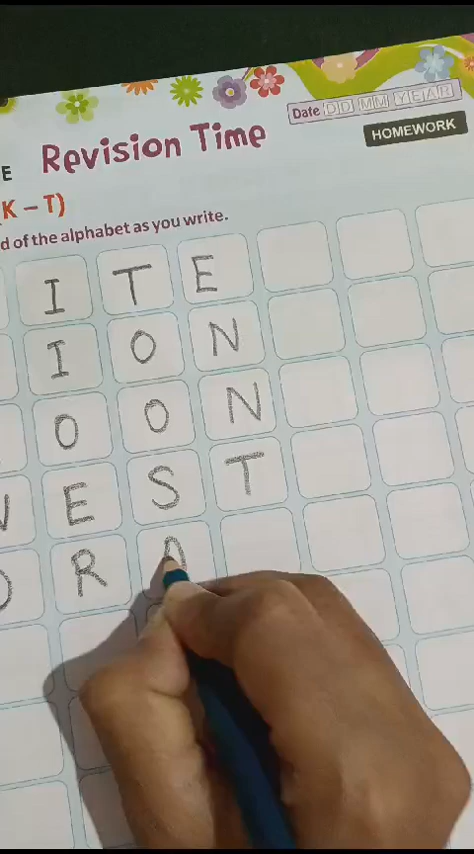 Date DD MM YEAR
E Revision Time HOMEWORK
(K – T)
d of the alphabet as you write.
I T E
I O N
O O N
E S T
R